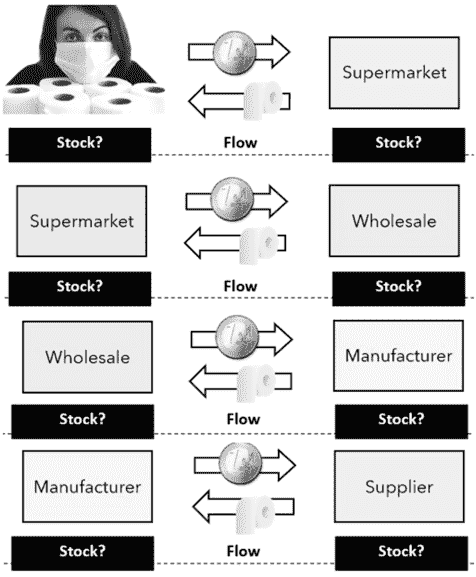 Supermarket
Stock? Flow Stock?
Supermarket Wholesale
Stock? Flow Stock?
Wholesale Manufacturer
Stock? Flow Stock?
Manufacturer Supplier
Stock? Flow Stock?